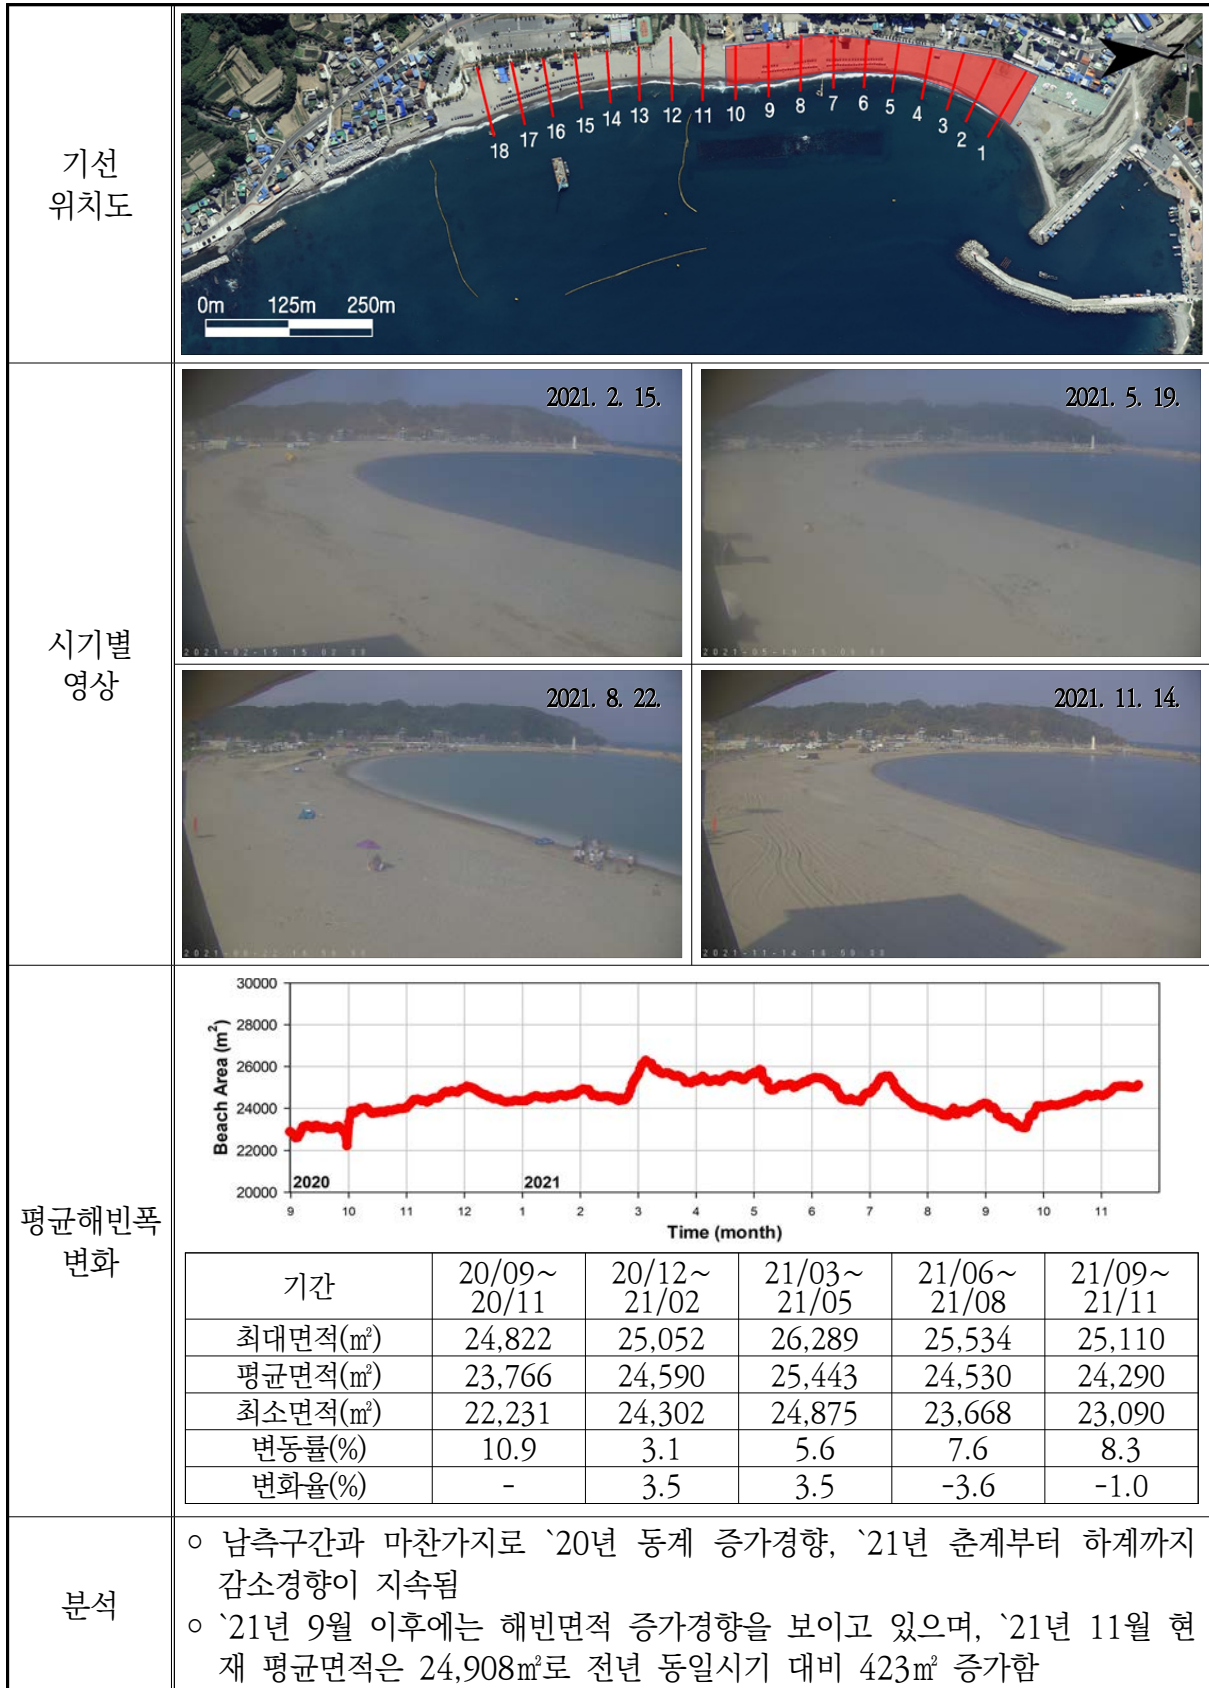 기선
위치도
18 17 16 15 14 13 12 11 10 9 8 7 6 5 4 3 2 1
N
0m 125m 250m
시기별
영상
2021. 2. 15.
2021. 5. 19.
2021. 8. 22.
2021. 11. 14.
평균해빈폭
변화
30000
28000
26000
24000
22000
20000
Beach Area (m²)
2020 2021
9 10 11 12 1 2 3 4 5 6 7 8 9 10 11
Time (month)
기간 20/09~20/11 20/12~21/02 21/03~21/05 21/06~21/08 21/09~21/11
최대면적(㎡) 24,822 25,052 26,289 25,534 25,110
평균면적(㎡) 23,766 24,590 25,443 24,530 24,290
최소면적(㎡) 22,231 24,302 24,875 23,668 23,090
변동률(%) 10.9 3.1 5.6 7.6 8.3
변화율(%) - 3.5 3.5 -3.6 -1.0
분석
○ 남측구간과 마찬가지로 `20년 동계 증가경향, `21년 춘계부터 하계까지
감소경향이 지속됨
○ `21년 9월 이후에는 해빈면적 증가경향을 보이고 있으며, `21년 11월 현
재 평균면적은 24,908㎡로 전년 동일시기 대비 423㎡ 증가함